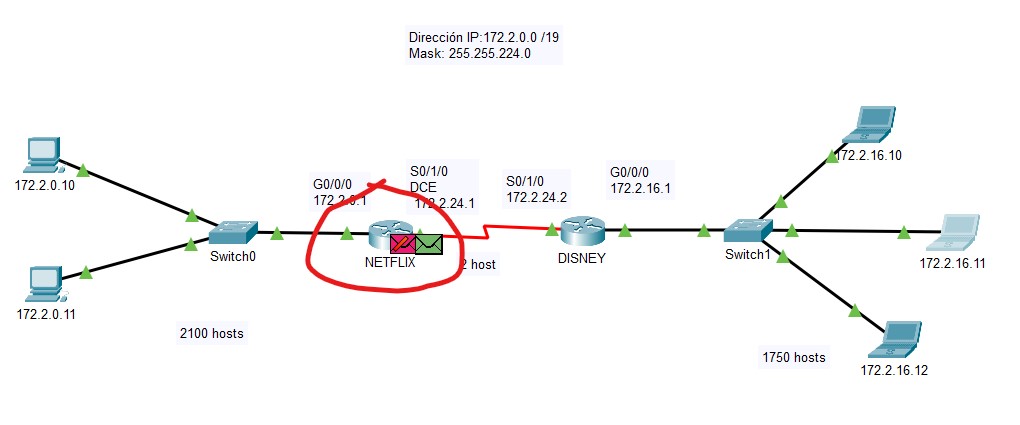 Dirección IP:172.2.0.0 /19
Mask: 255.255.224.0
172.2.0.10
172.2.0.11
Switch0
2100 hosts
G0/0/0
172.2.0.1
S0/1/0
DCE
172.2.24.1
NETFLIX
2 host
S0/1/0
172.2.24.2
DISNEY
G0/0/0
172.2.16.1
Switch1
172.2.16.10
172.2.16.11
172.2.16.12
1750 hosts